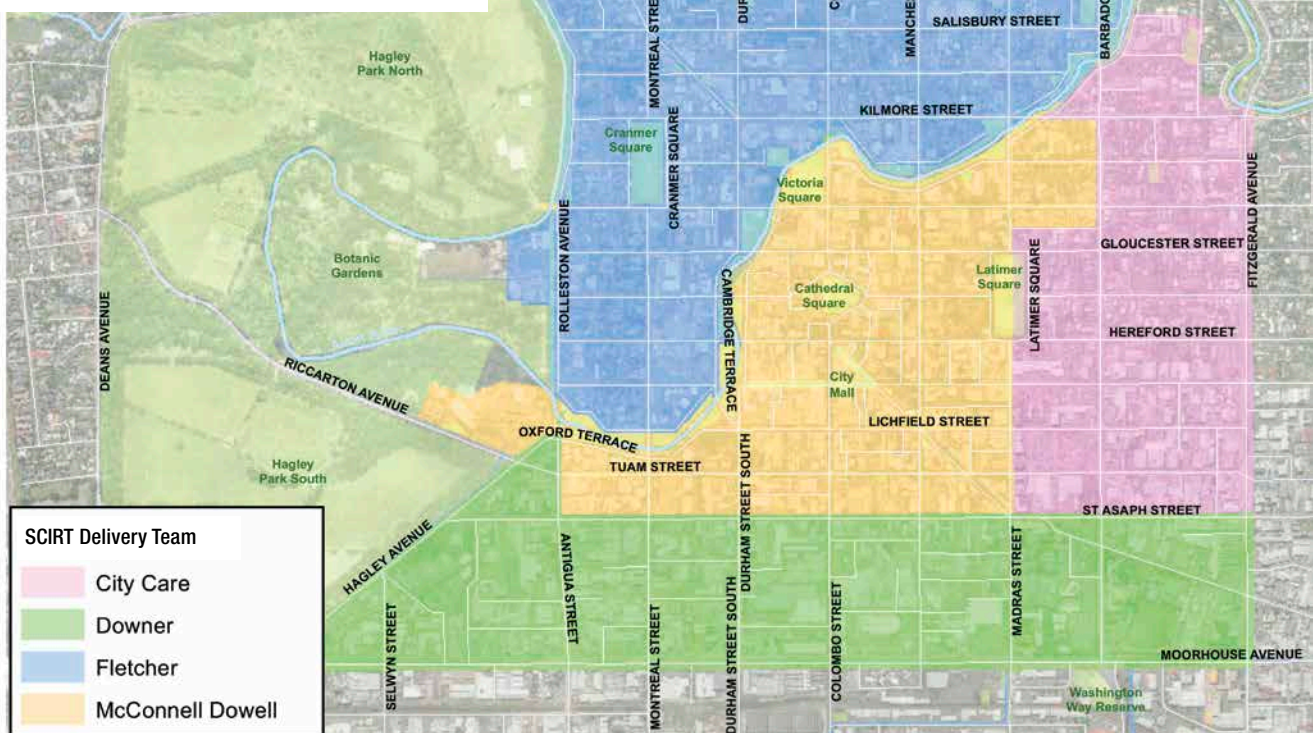 MONTREAL STRE
DUR
C
MANCHE
SALISBURY STREET
BARBADO
Hagley
Park North
KILMORE STREET
Cranmer
Square
CRANMER SQUARE
Victoria
Square
FITZGERALD AVENUE
ROLLESTON AVENUE
Botanic
Gardens
CAMBRIDGE TERRACE
Cathedral
Square
Latimer
Square
LATIMER SQUARE
GLOUCESTER STREET
HEREFORD STREET
DEANS AVENUE
RICCARTON AVENUE
City
Mall
LICHFIELD STREET
OXFORD TERRACE
TUAM STREET
Hagley
Park South
DURHAM STREET SOUTH
ST ASAPH STREET
HAGLEY AVENUE
ANTIGUA STREET
MADRAS STREET
SELWYN STREET
MONTREAL STREET
DURHAM STREET SOUTH
COLOMBO STREET
MOORHOUSE AVENUE
Washington
Way Reserve
SCIRT Delivery Team
City Care
Downer
Fletcher
McConnell Dowell